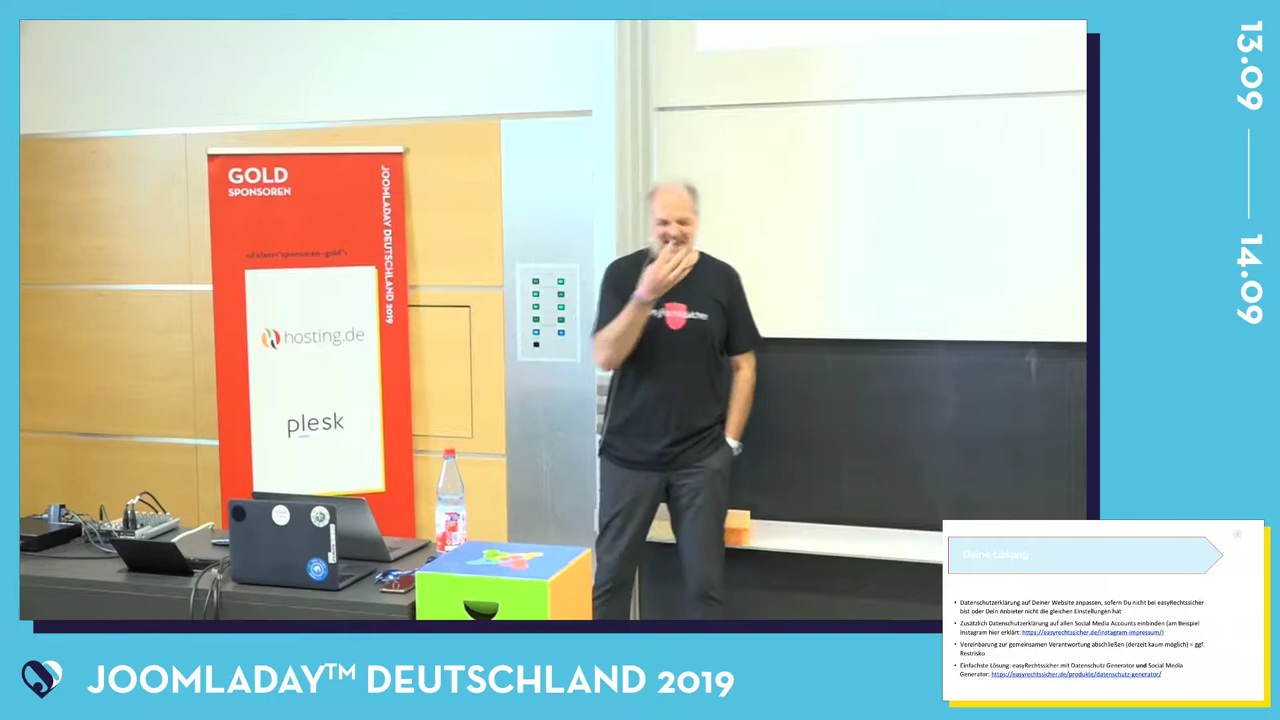 13.09
14.09
GOLD
SPONSOREN
JOOMLADAY DEUTSCHLAND 2019
<ul class="sponsoren-gold">
hosting.de
plesk
Deine Lösung
• Datenschutzerklärung auf Deiner Website anpassen, sofern Du nicht bei easyRechtssicher
bist oder Dein Anbieter nicht die gleichen Einstellungen hat
• Zusätzlich Datenschutzerklärung auf allen Social Media Accounts einbinden (am Beispiel
Instagram hier erklärt: https://easyrechtssicher.de/instagram-impressum/)
• Vereinbarung zur gemeinsamen Verantwortung abschließen (derzeit kaum möglich) = ggf.
Restrisko
• Einfachste Lösung: easyRechtssicher mit Datenschutz Generator und Social Media
Generator: https://easyrechtssicher.de/produkte/datenschutz-generator/
JOOMLADAY™ DEUTSCHLAND 2019